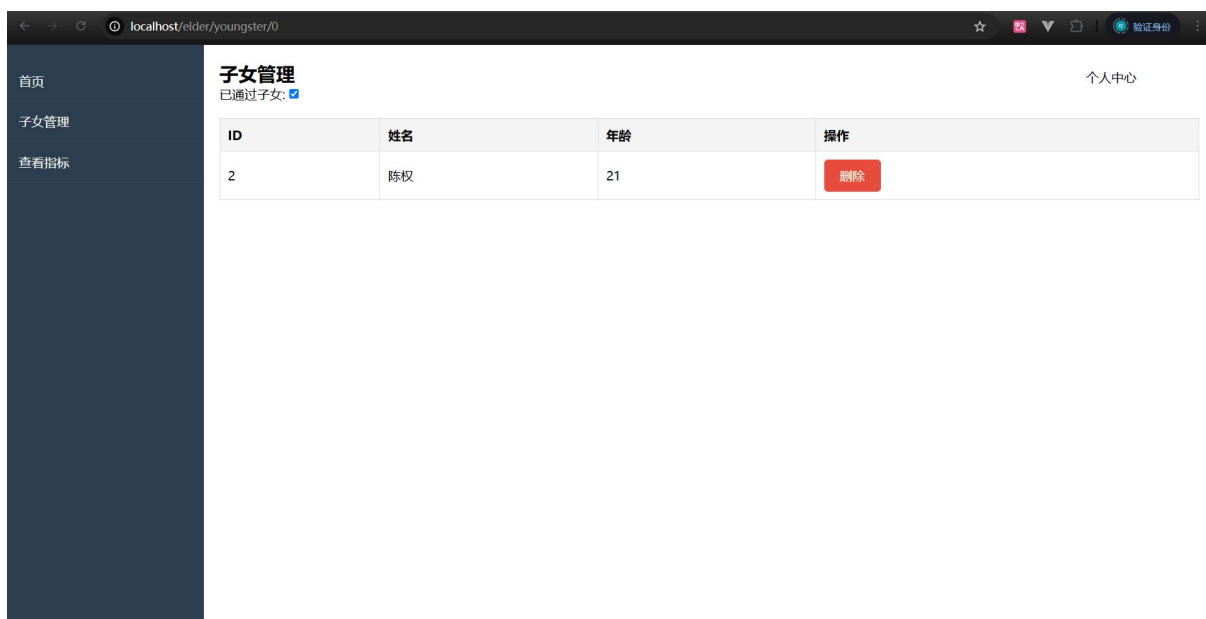 localhost/elder/youngster/0
验证身份
首页
子女管理
查看指标
子女管理
个人中心
已通过子女:
ID 姓名 年龄 操作
2 陈权 21 删除